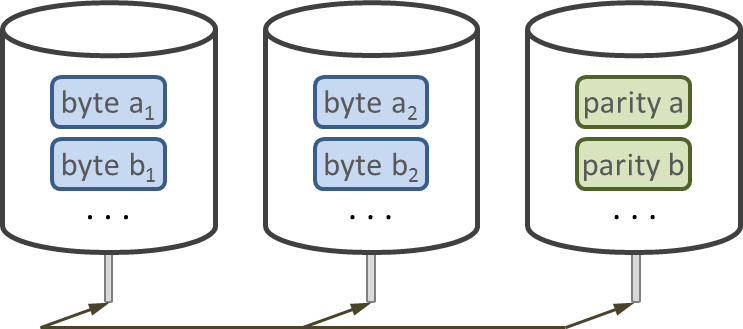 byte a₁
byte b₁
. . .
byte a₂
byte b₂
. . .
parity a
parity b
. . .